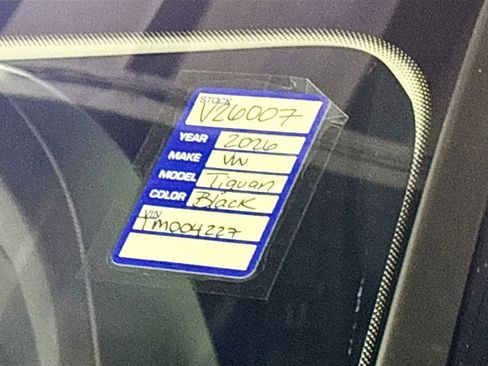 STOCK
V26007
YEAR 2026
MAKE VW
MODEL Tiguan
COLOR Black
VIN
TM004227